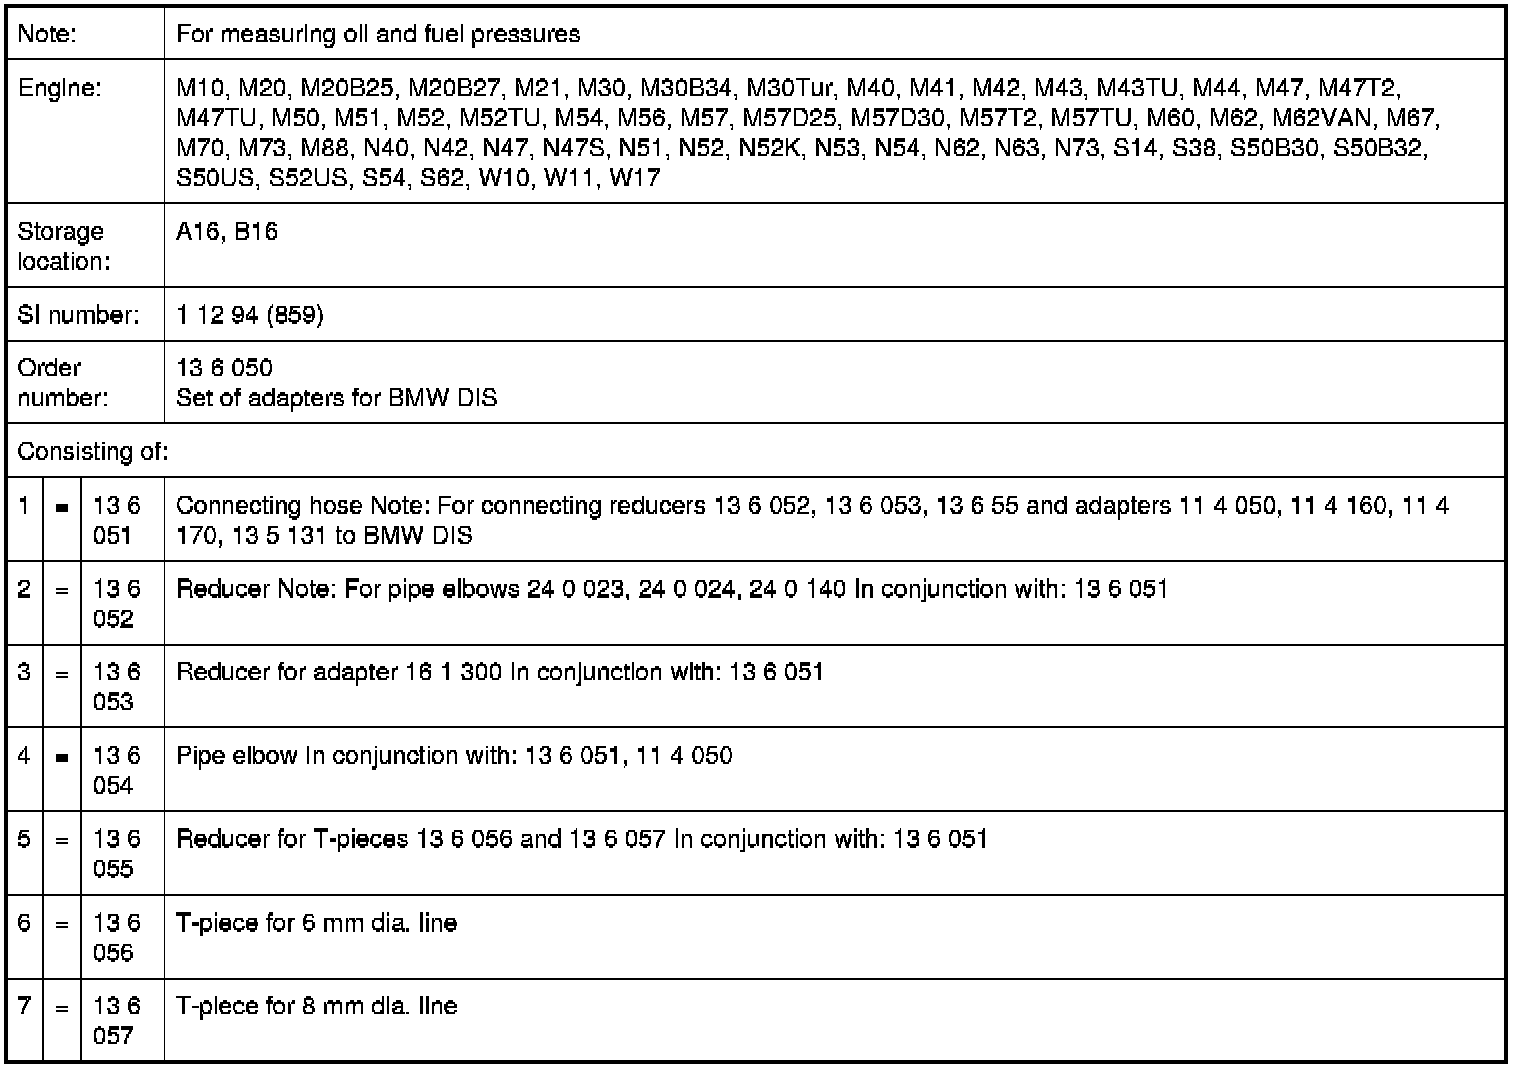 Note: For measuring oil and fuel pressures
Engine: M10, M20, M20B25, M20B27, M21, M30, M30B34, M30Tur, M40, M41, M42, M43, M43TU, M44, M47, M47T2,
M47TU, M50, M51, M52, M52TU, M54, M56, M57, M57D25, M57D30, M57T2, M57TU, M60, M62, M62VAN, M67,
M70, M73, M88, N40, N42, N47, N47S, N51, N52, N52K, N53, N54, N62, N63, N73, S14, S38, S50B30, S50B32,
S50US, S52US, S54, S62, W10, W11, W17
Storage A16, B16
location:
SI number: 1 12 94 (859)
Order 13 6 050
number: Set of adapters for BMW DIS
Consisting of:
1 = 13 6 Connecting hose Note: For connecting reducers 13 6 052, 13 6 053, 13 6 55 and adapters 11 4 050, 11 4 160, 11 4
051 170, 13 5 131 to BMW DIS
2 = 13 6 Reducer Note: For pipe elbows 24 0 023, 24 0 024, 24 0 140 In conjunction with: 13 6 051
052
3 = 13 6 Reducer for adapter 16 1 300 In conjunction with: 13 6 051
053
4 = 13 6 Pipe elbow In conjunction with: 13 6 051, 11 4 050
054
5 = 13 6 Reducer for T-pieces 13 6 056 and 13 6 057 In conjunction with: 13 6 051
055
6 = 13 6 T-piece for 6 mm dia. line
056
7 = 13 6 T-piece for 8 mm dia. line
057